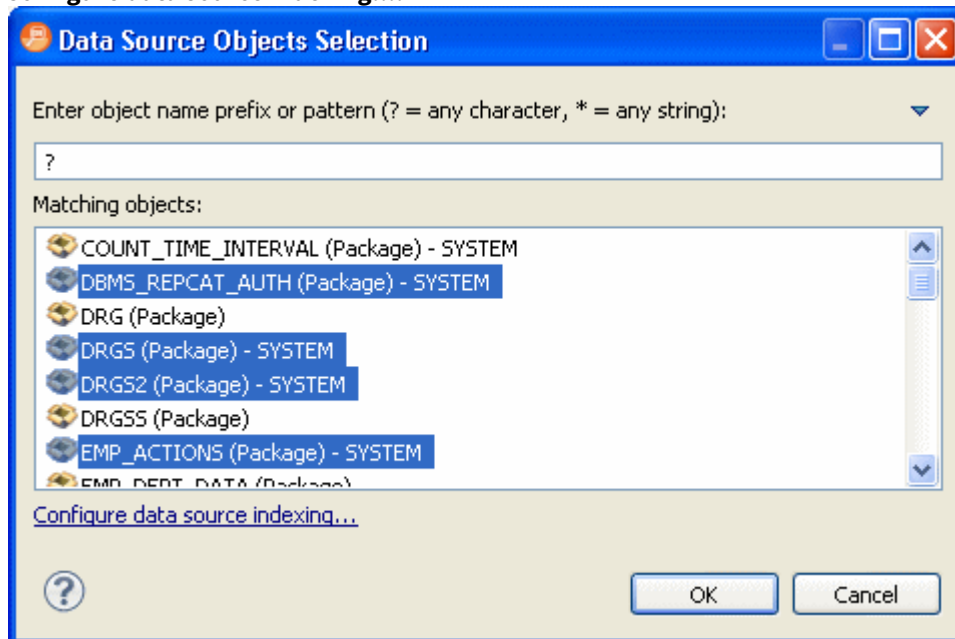 Data Source Objects Selection
Enter object name prefix or pattern (? = any character, * = any string):
?
Matching objects:
COUNT_TIME_INTERVAL (Package) - SYSTEM
DBMS_REPCAT_AUTH (Package) - SYSTEM
DRG (Package)
DRGS (Package) - SYSTEM
DRGS2 (Package) - SYSTEM
DRGSS (Package)
EMP_ACTIONS (Package) - SYSTEM
EMP_DEPT_DATA (Package)
Configure data source indexing...
?
OK Cancel